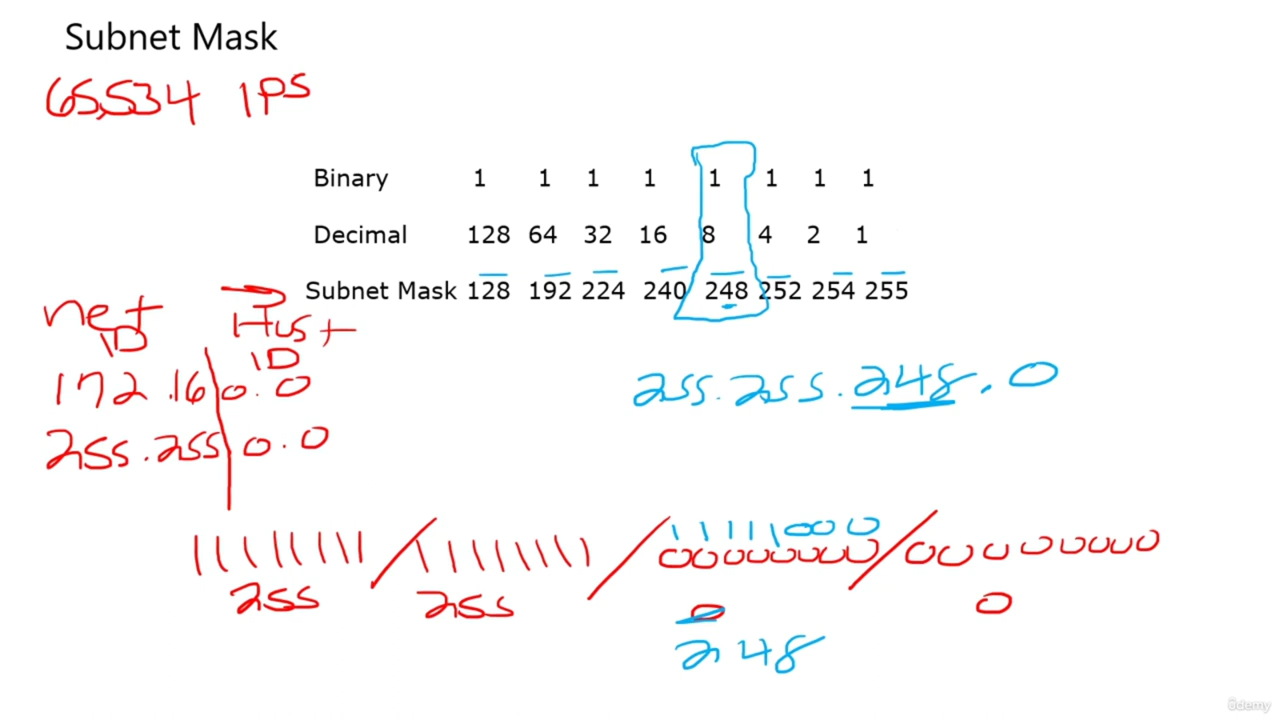 Subnet Mask
65,534 IPS
Binary 1 1 1 1 1 1 1 1
Decimal 128 64 32 16 8 4 2 1
Subnet Mask 128 192 224 240 248 252 254 255
net ID
Host ID
172.16 0.0
255.255 0.0
255.255.248.0
11111000
11111111 / 11111111 / 00000000 / 00000000
255 255 0 0
248
ûdemy